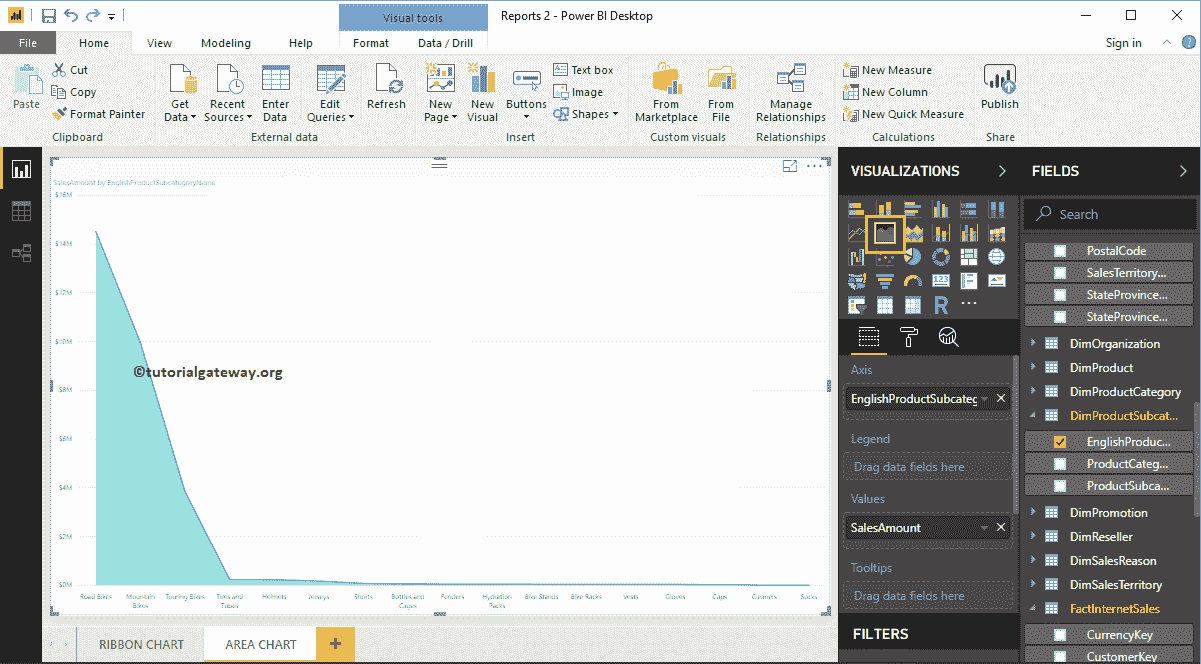 Visual tools
Reports 2 - Power BI Desktop
File
Home
View
Modeling
Help
Format
Data / Drill
Sign in
Paste
Cut
Copy
Format Painter
Clipboard
Get Data
Recent Sources
Enter Data
Edit Queries
External data
Refresh
New Page
New Visual
Buttons
Text box
Image
Shapes
Insert
From Marketplace
From File
Custom visuals
Manage Relationships
Relationships
New Measure
New Column
New Quick Measure
Calculations
Publish
Share
SalesAmount by EnglishProductSubcategoryName
$16M
$14M
$12M
$10M
$8M
$6M
$4M
$2M
$0M
©tutorialgateway.org
Road Bikes
Mountain Bikes
Touring Bikes
Tires and Tubes
Helmets
Jerseys
Shorts
Bottles and Cages
Fenders
Hydration Packs
Bike Stands
Bike Racks
Vests
Gloves
Caps
Cleaners
Socks
RIBBON CHART
AREA CHART
+
VISUALIZATIONS
123
R
Axis
EnglishProductSubcateg
Legend
Drag data fields here
Values
SalesAmount
Tooltips
Drag data fields here
FILTERS
FIELDS
Search
PostalCode
SalesTerritory...
StateProvince...
StateProvince...
DimOrganization
DimProduct
DimProductCategory
DimProductSubcat...
EnglishProduc...
ProductCateg...
ProductSubca...
DimPromotion
DimReseller
DimSalesReason
DimSalesTerritory
FactInternetSales
CurrencyKey
CustomerKey